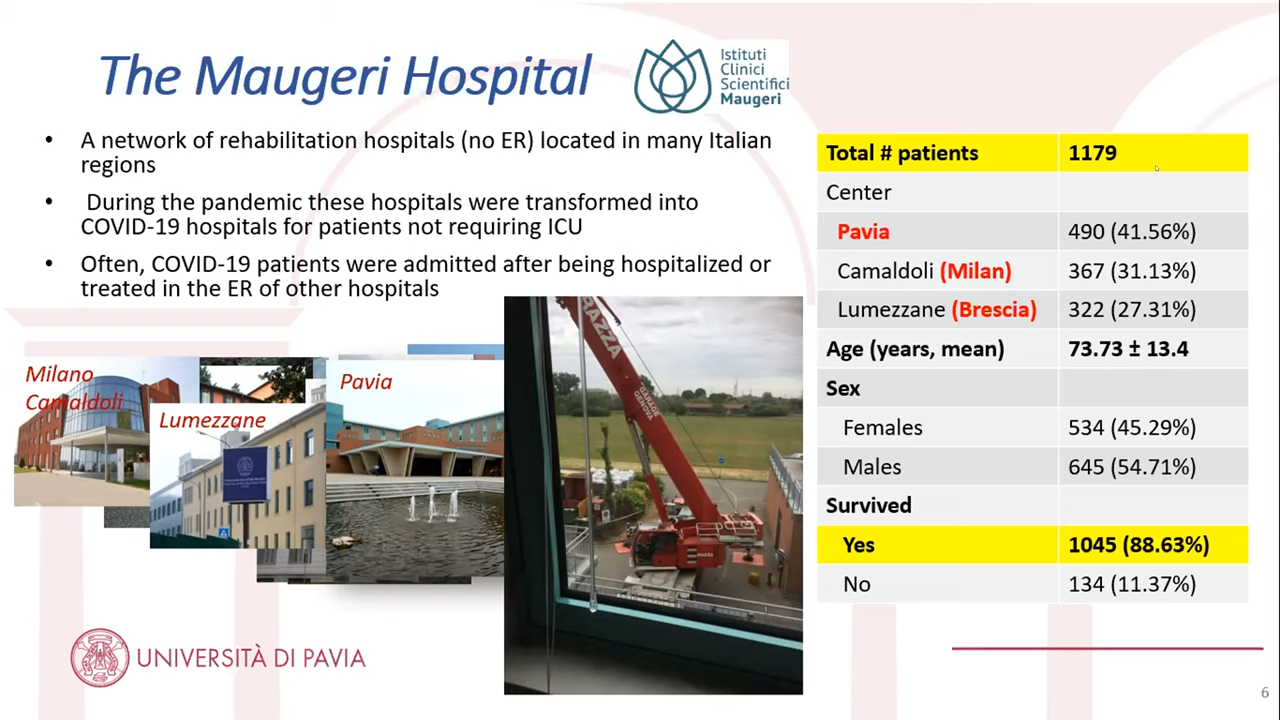 The Maugeri Hospital
Istituti
Clinici
Scientifici
Maugeri
• A network of rehabilitation hospitals (no ER) located in many Italian
regions
• During the pandemic these hospitals were transformed into
COVID-19 hospitals for patients not requiring ICU
• Often, COVID-19 patients were admitted after being hospitalized or
treated in the ER of other hospitals
Milano
Camaldoli
Lumezzane
Pavia
GARAGE
GENOVA
Total # patients 1179
Center
Pavia 490 (41.56%)
Camaldoli (Milan) 367 (31.13%)
Lumezzane (Brescia) 322 (27.31%)
Age (years, mean) 73.73 ± 13.4
Sex
Females 534 (45.29%)
Males 645 (54.71%)
Survived
Yes 1045 (88.63%)
No 134 (11.37%)
UNIVERSITÀ DI PAVIA
6